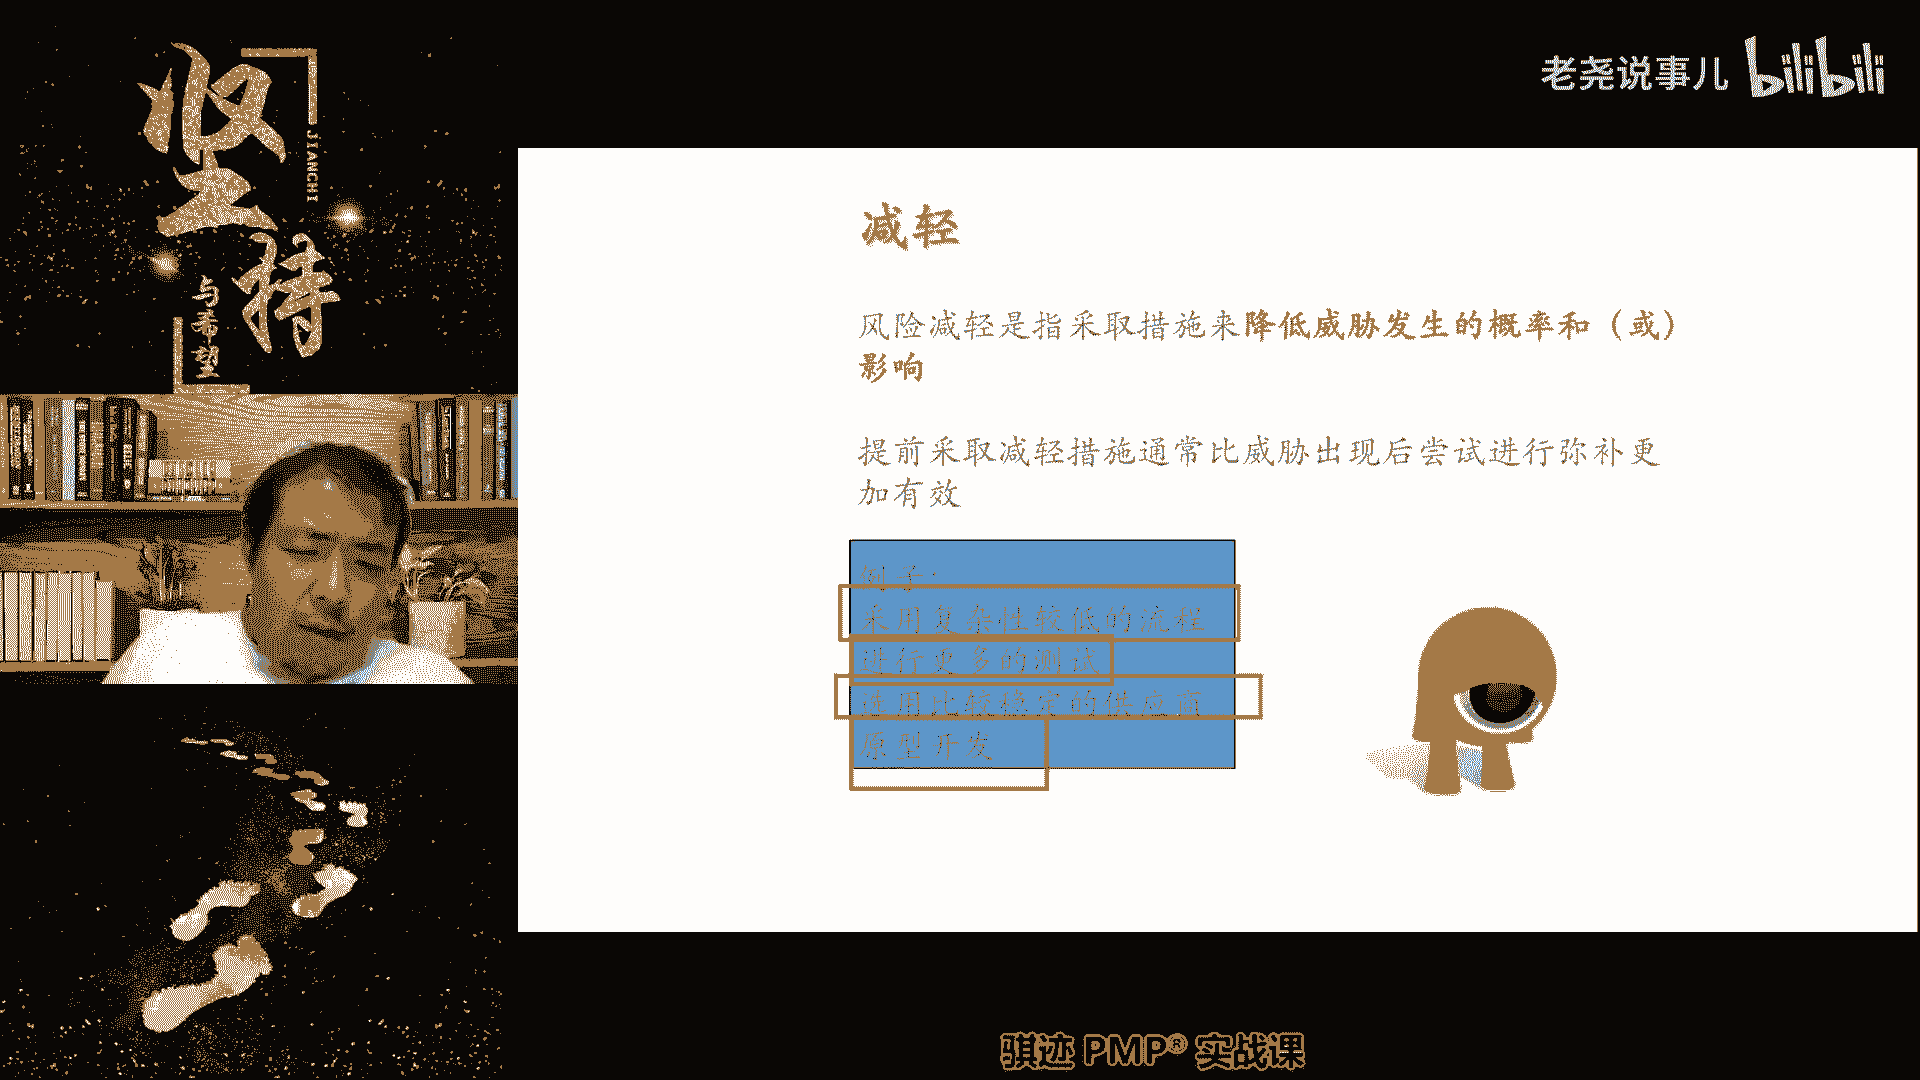 坚持
JIANCHI
与希望
老尧说事儿 bilibili
减轻
风险减轻是指采取措施来降低威胁发生的概率和（或）
影响
提前采取减轻措施通常比威胁出现后尝试进行弥补更
加有效
例子：
采用复杂性较低的流程
进行更多的测试
选用比较稳定的供应商
原型开发
骐迹 PMP® 实战课